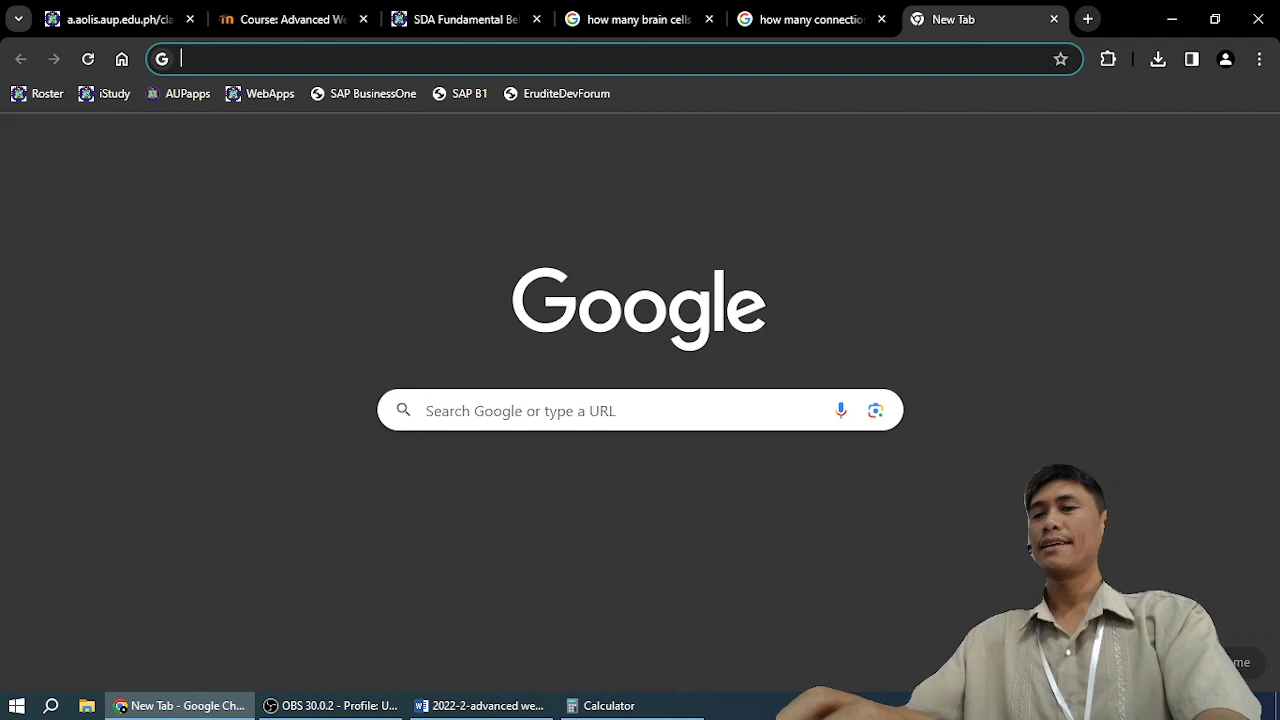 a.aolis.aup.edu.ph/cla
Course: Advanced We
SDA Fundamental Bel
how many brain cells
how many connection
New Tab
Roster
iStudy
AUPapps
WebApps
SAP BusinessOne
SAP B1
EruditeDevForum
Google
Search Google or type a URL
me
New Tab - Google Ch...
OBS 30.0.2 - Profile: U...
2022-2-advanced we...
Calculator